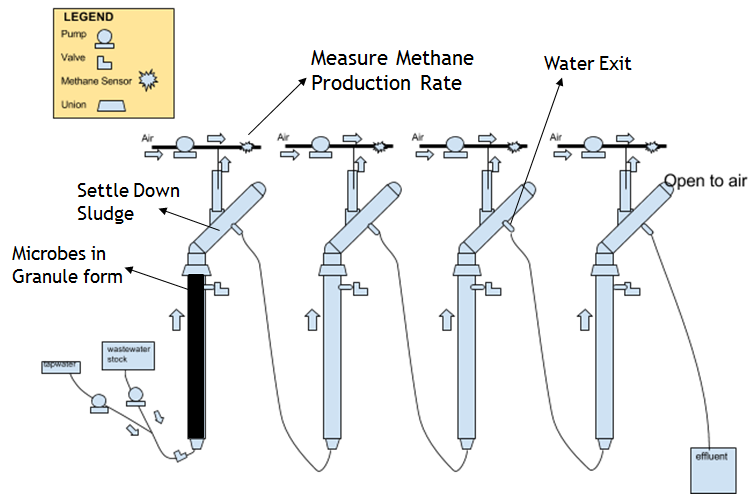 LEGEND
Pump
Valve
Methane Sensor
Union
Measure Methane
Production Rate
Water Exit
Air
Air
Air
Air
Settle Down
Sludge
Open to air
Microbes in
Granule form
wastewater
stock
tapwater
effluent